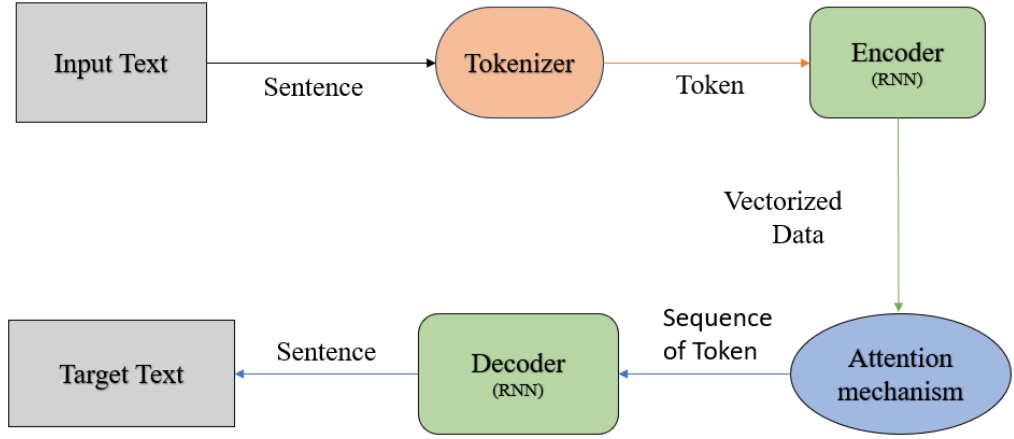 Input Text
Sentence
Tokenizer
Token
Encoder
(RNN)
Vectorized
Data
Attention
mechanism
Sequence
of Token
Decoder
(RNN)
Sentence
Target Text